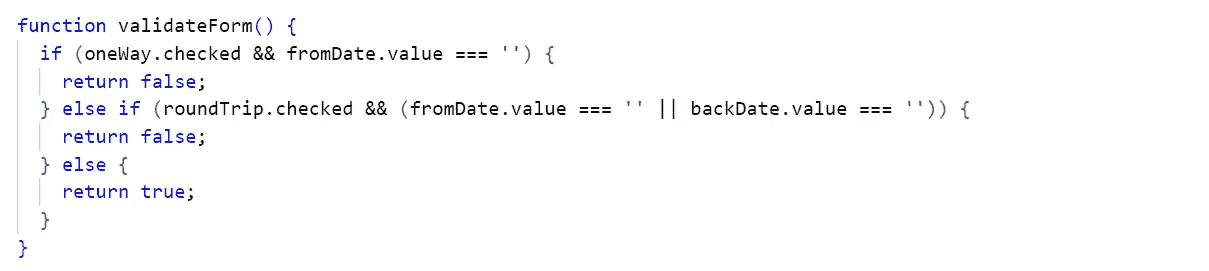 function validateForm() {
  if (oneWay.checked && fromDate.value === '') {
    return false;
  } else if (roundTrip.checked && (fromDate.value === '' || backDate.value === '')) {
    return false;
  } else {
    return true;
  }
}